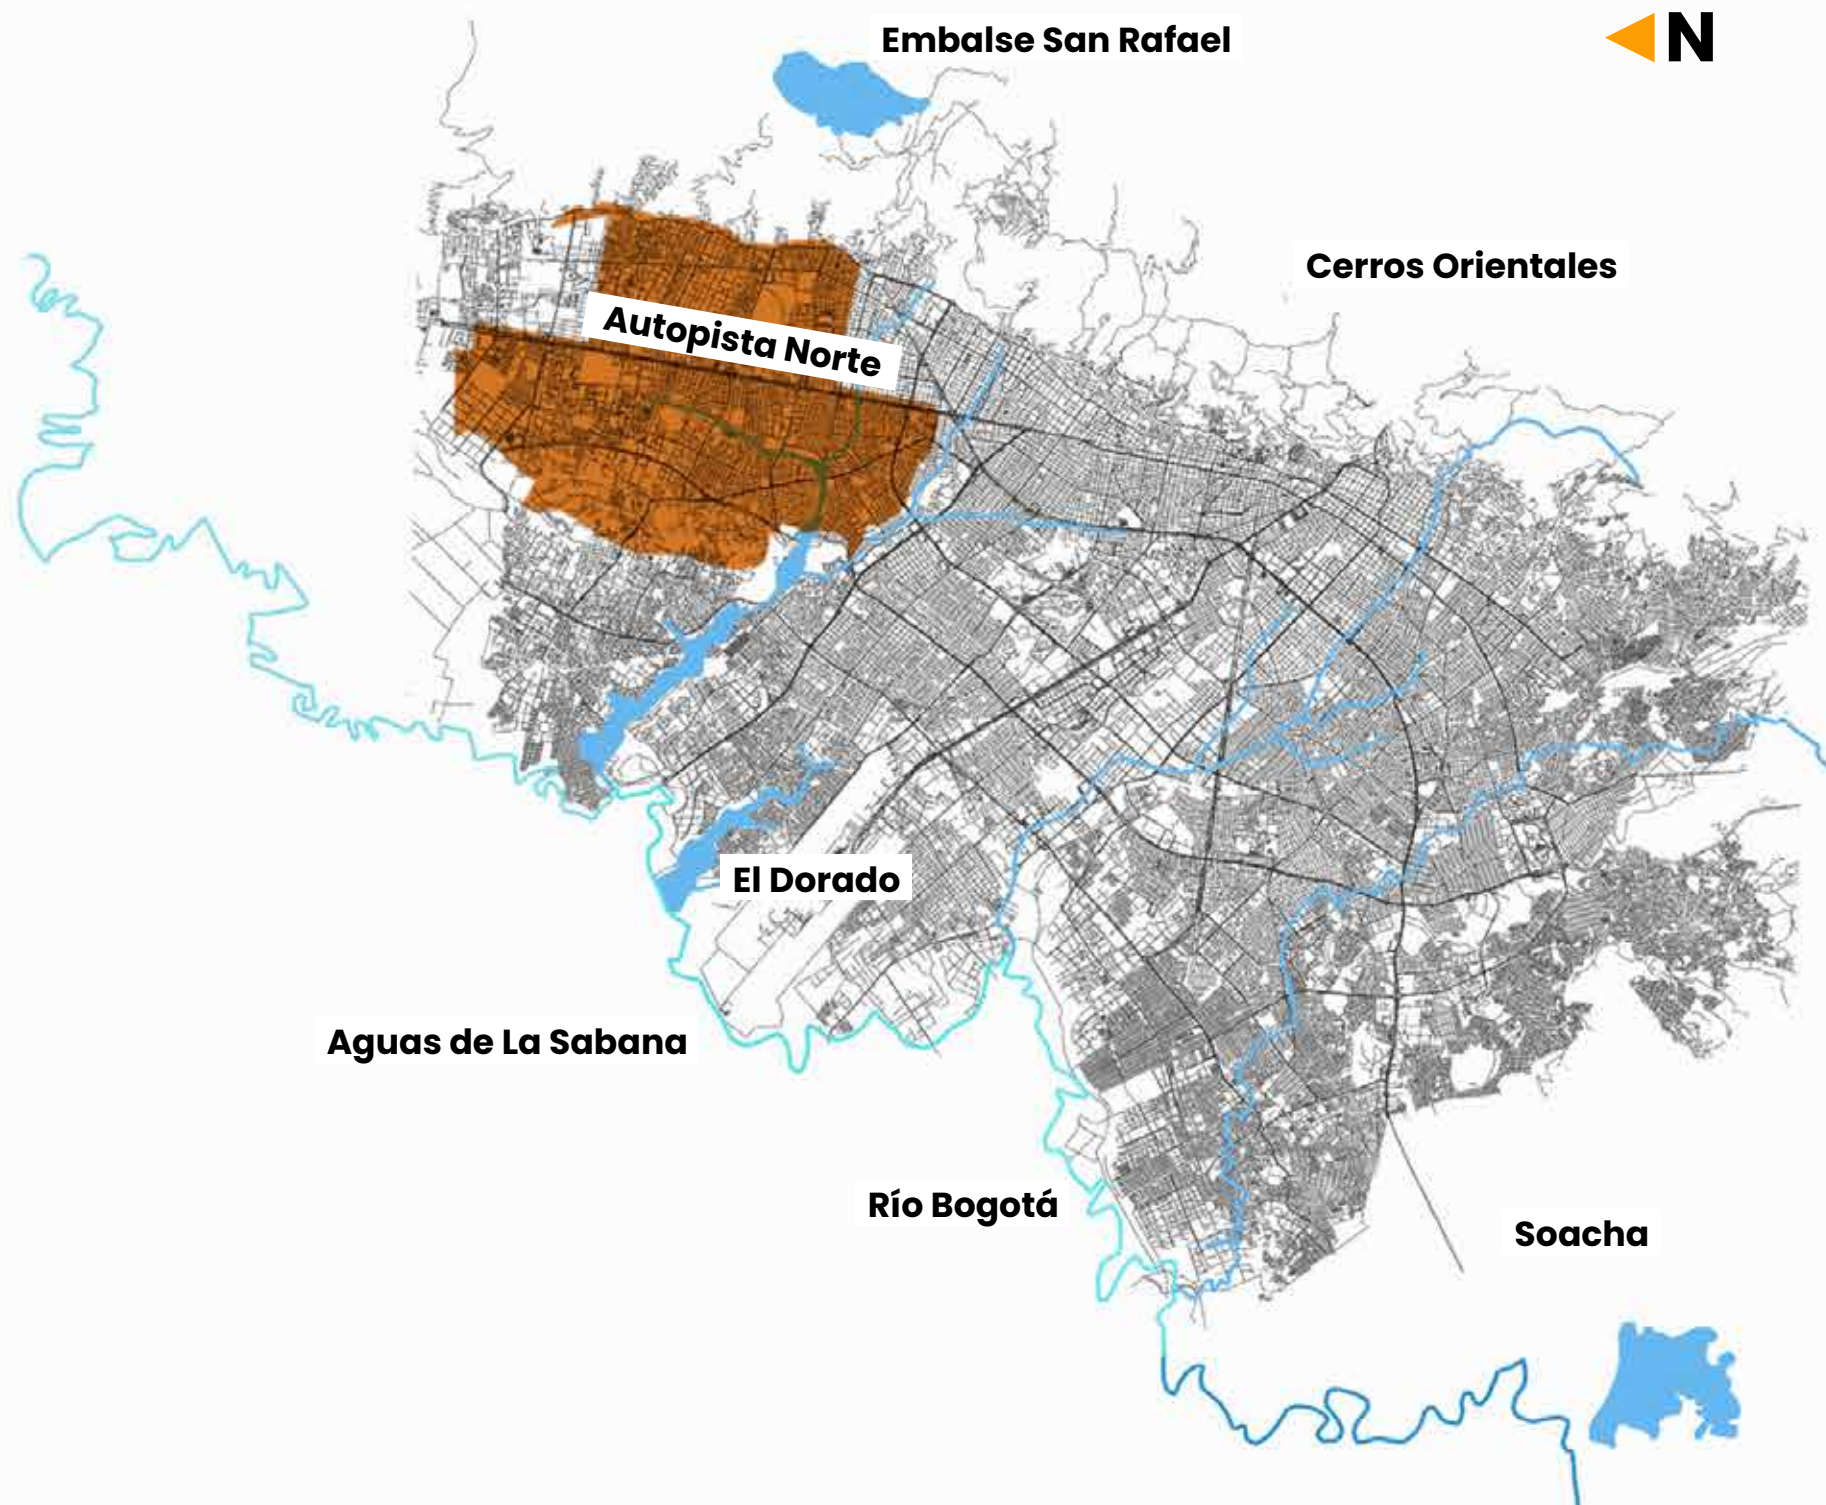 Embalse San Rafael
N
Cerros Orientales
Autopista Norte
El Dorado
Aguas de La Sabana
Río Bogotá
Soacha